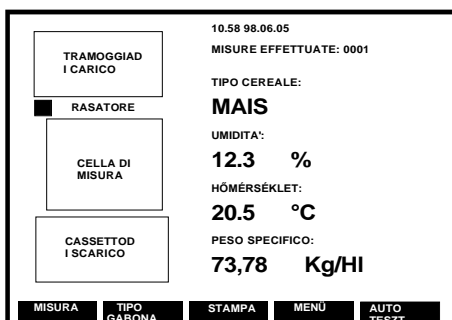 10.58 98.06.05
MISURE EFFETTUATE: 0001
TRAMOGGIAD
I CARICO
RASATORE
CELLA DI
MISURA
CASSETTOD
I SCARICO
TIPO CEREALE:
MAIS
UMIDITA':
12.3 %
HŐMÉRSÉKLET:
20.5 °C
PESO SPECIFICO:
73,78 Kg/Hl
MISURA
TIPO
GABONA
STAMPA
MENÜ
AUTO
TESZT